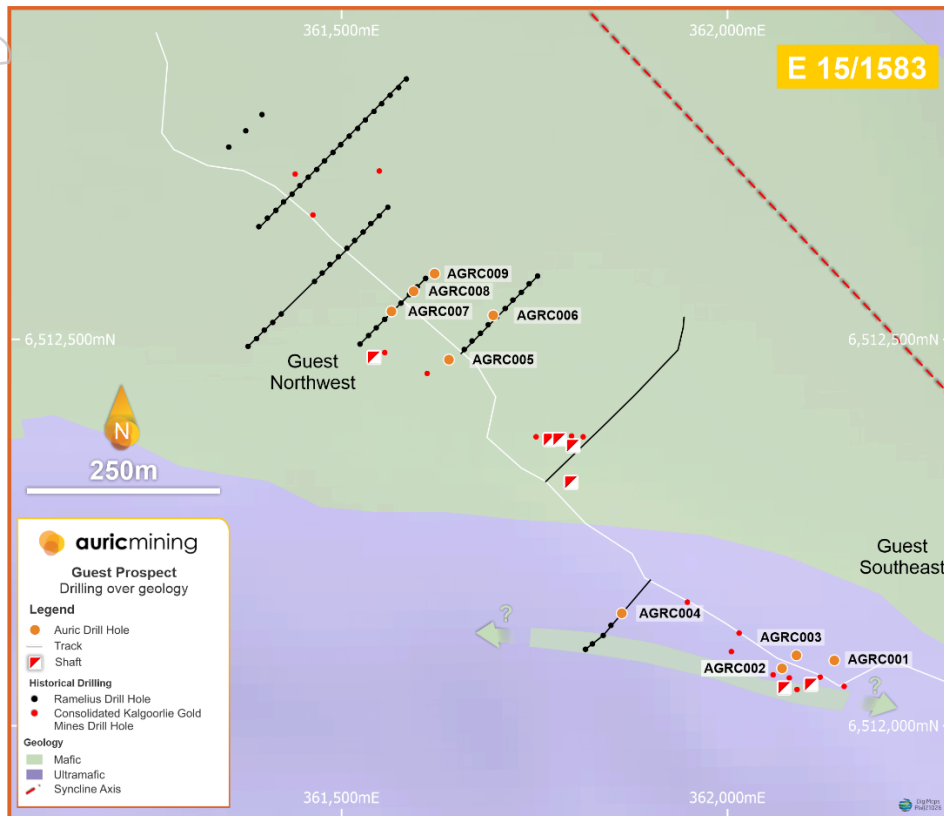 361,500mE
362,000mE
E 15/1583
AGRC009
AGRC008
AGRC007
AGRC006
6,512,500mN
6,512,500mN
AGRC005
Guest
Northwest
N
250m
auricmining
Guest Prospect
Drilling over geology
Legend
Auric Drill Hole
Track
Shaft
Historical Drilling
Ramelius Drill Hole
Consolidated Kalgoorlie Gold
Mines Drill Hole
Geology
Mafic
Ultramafic
Syncline Axis
Guest
Southeast
?
AGRC004
AGRC003
AGRC002
AGRC001
?
6,512,000mN
361,500mE
362,000mE
DigiMaps